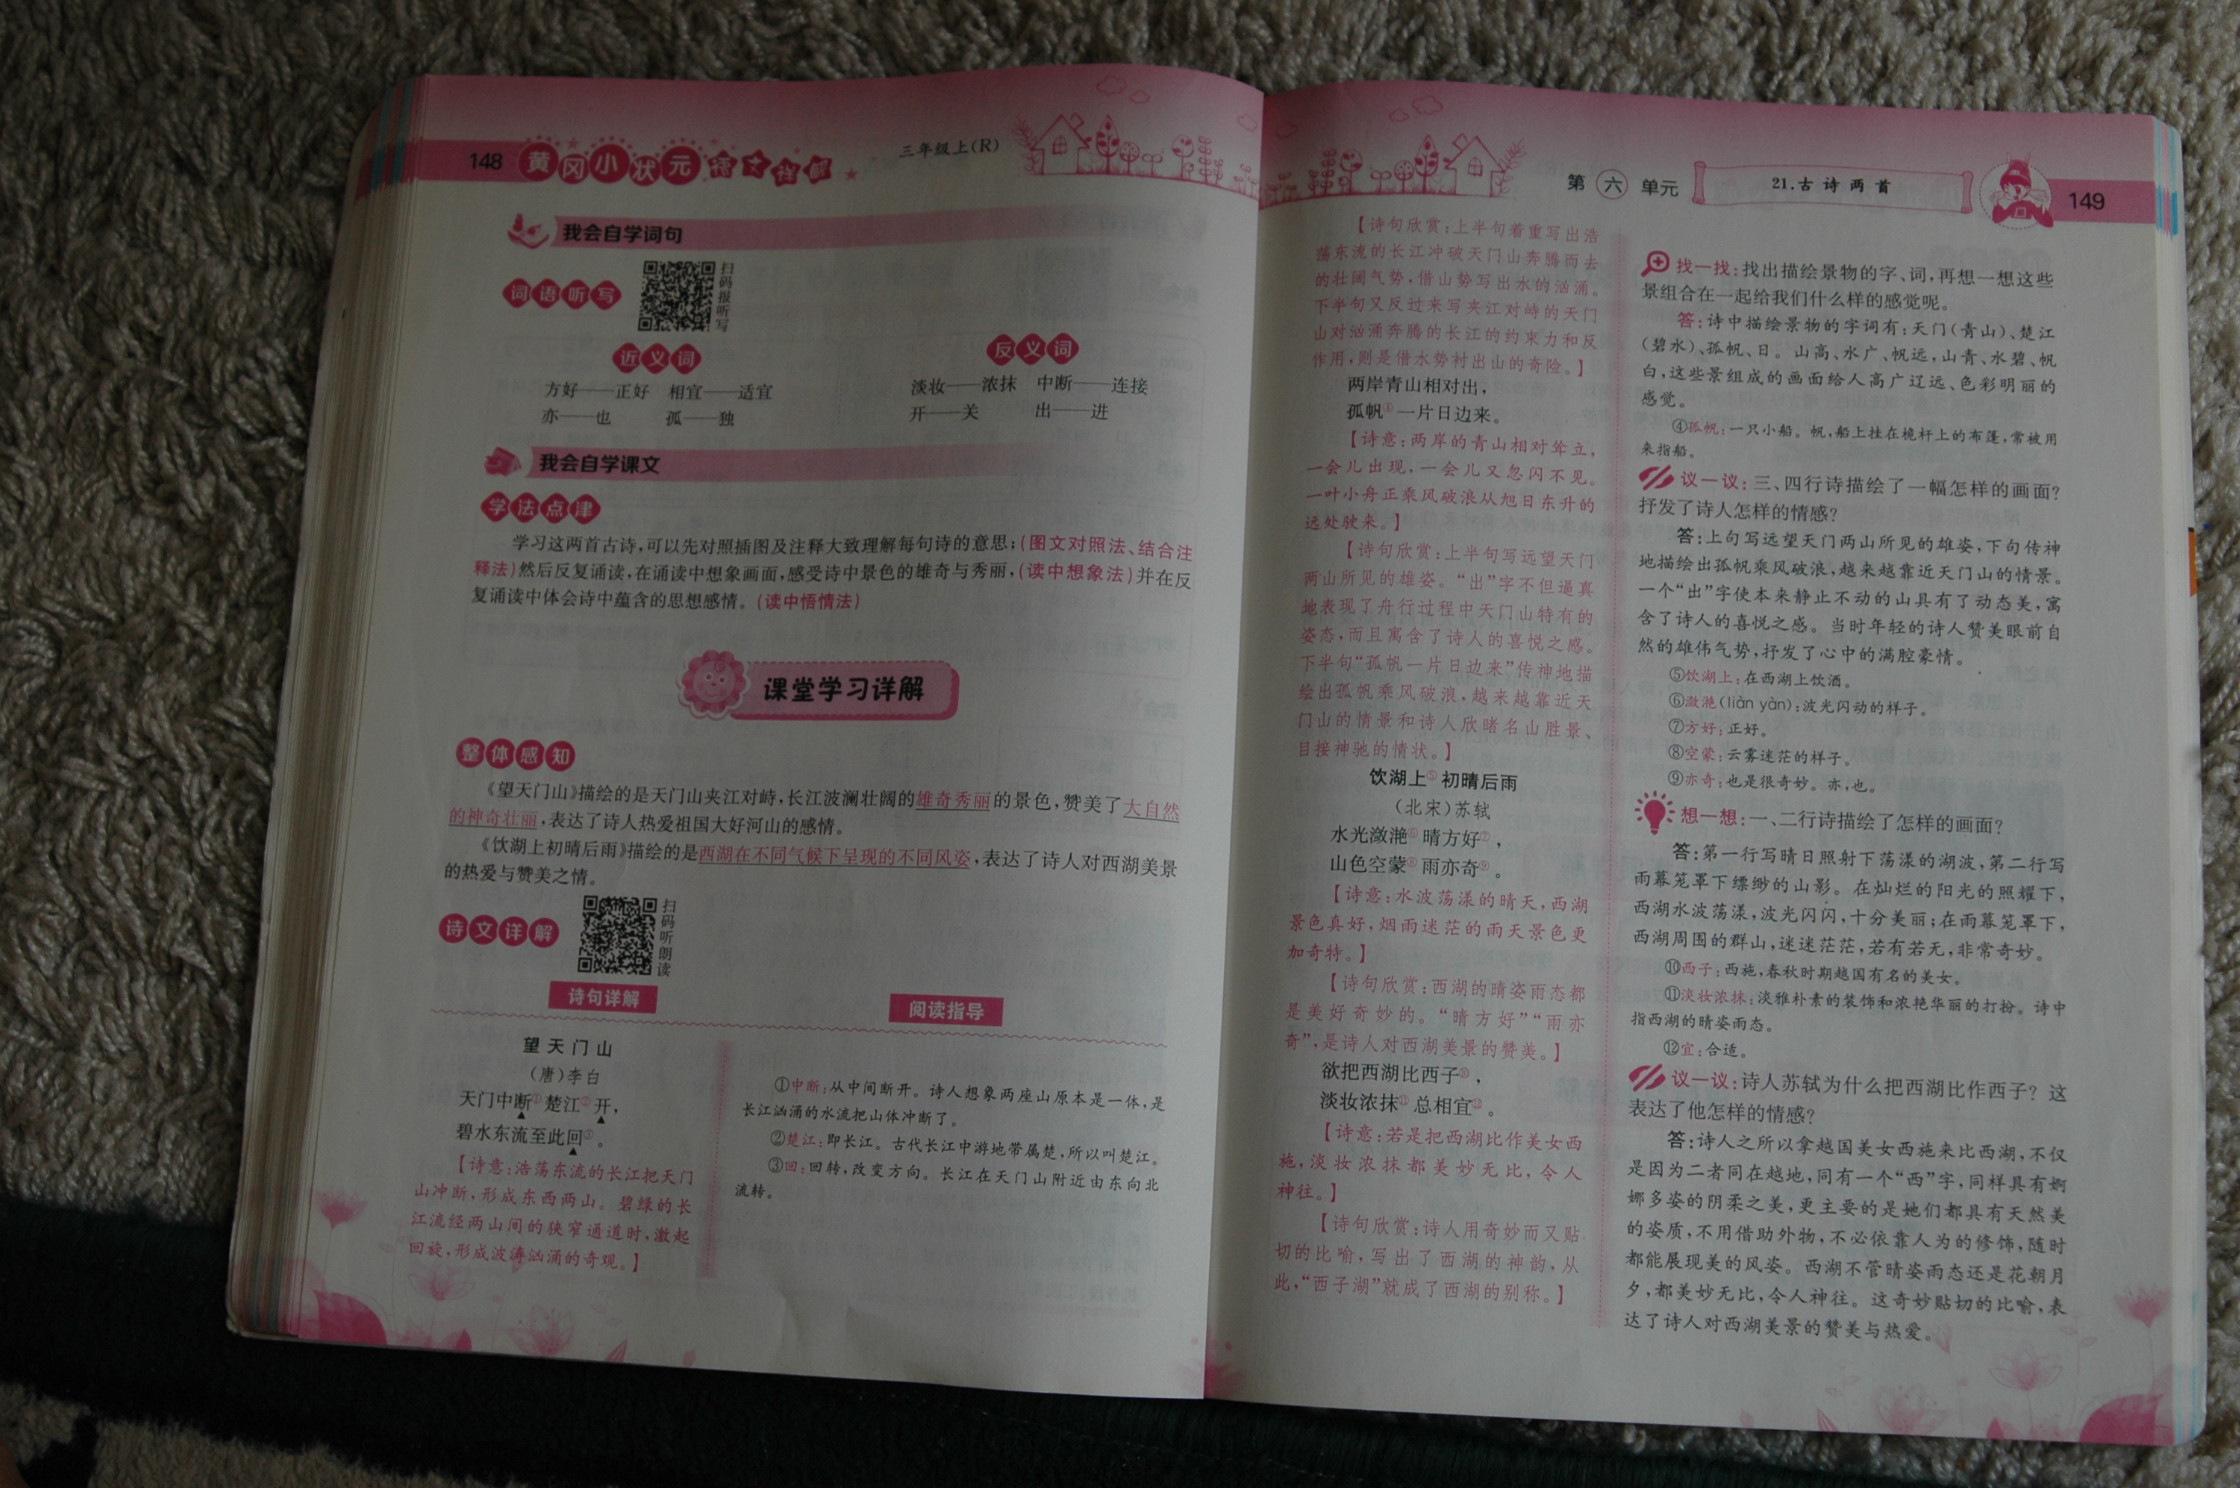 148 黄冈小状元 语文详解 三年级上(R)
我会自学词句
词语听写
扫码报听写
近义词
方好——正好 相宜——适宜
亦——也 孤——独
反义词
淡妆——浓抹 中断——连接
开——关 出——进
我会自学课文
学法点津
学习这两首古诗,可以先对照插图及注释大致理解每句诗的意思;(图文对照法、结合注
释法)然后反复诵读,在诵读中想象画面,感受诗中景色的雄奇与秀丽,(读中想象法)并在反
复诵读中体会诗中蕴含的思想感情。(读中悟情法)
课堂学习详解
整体感知
《望天门山》描绘的是天门山夹江对峙,长江波澜壮阔的雄奇秀丽的景色,赞美了大自然
的神奇壮丽,表达了诗人热爱祖国大好河山的感情。
《饮湖上初晴后雨》描绘的是西湖在不同气候下呈现的不同风姿,表达了诗人对西湖美景
的热爱与赞美之情。
诗文详解
扫码听朗读
诗句详解
望天门山
(唐)李白
天门中断①楚江②开,
碧水东流至此回③。
【诗意:浩荡东流的长江把天门
山冲断,形成东西两山。碧绿的长
江流经两山间的狭窄通道时,激起
回旋,形成波涛汹涌的奇观。】
阅读指导
①中断:从中间断开。诗人想象两座山原本是一体,是
长江汹涌的水流把山体冲断了。
②楚江:即长江。古代长江中游地带属楚,所以叫楚江。
③回:回转,改变方向。长江在天门山附近由东向北
流转。
第六单元 21.古诗两首 149
【诗句欣赏:上半句着重写出浩
荡东流的长江冲破天门山奔腾而去
的壮阔气势,借山势写出水的汹涌。
下半句又反过来写夹江对峙的天门
山对汹涌奔腾的长江的约束力和反
作用,则是借水势衬出山的奇险。】
两岸青山相对出,
孤帆④一片日边来。
【诗意:两岸的青山相对耸立,
一会儿出现,一会儿又忽闪不见。
一叶小舟正乘风破浪从旭日东升的
远处驶来。】
【诗句欣赏:上半句写远望天门
两山所见的雄姿。“出”字不但逼真
地表现了舟行过程中天门山特有的
姿态,而且寓含了诗人的喜悦之感。
下半句“孤帆一片日边来”传神地描
绘出孤帆乘风破浪,越来越靠近天
门山的情景和诗人欣睹名山胜景、
目接神驰的情状。】
饮湖上⑤初晴后雨
(北宋)苏轼
水光潋滟⑥晴方好⑦,
山色空蒙⑧雨亦奇⑨。
【诗意:水波荡漾的晴天,西湖
景色真好,烟雨迷茫的雨天景色更
加奇特。】
【诗句欣赏:西湖的晴姿雨态都
是美好奇妙的。“晴方好”“雨亦
奇”,是诗人对西湖美景的赞美。】
欲把西湖比西子⑩,
淡妆浓抹⑪总相宜⑫。
【诗意:若是把西湖比作美女西
施,淡妆浓抹都美妙无比,令人
神往。】
【诗句欣赏:诗人用奇妙而又贴
切的比喻,写出了西湖的神韵,从
此,“西子湖”就成了西湖的别称。】
找一找:找出描绘景物的字、词,再想一想这些
景组合在一起给我们什么样的感觉呢。
答:诗中描绘景物的字词有:天门(青山)、楚江
(碧水)、孤帆、日。山高、水广、帆远,山青、水碧、帆
白,这些景组成的画面给人高广辽远、色彩明丽的
感觉。
④孤帆:一只小船。帆,船上挂在桅杆上的布篷,常被用
来指船。
议一议:三、四行诗描绘了一幅怎样的画面?
抒发了诗人怎样的情感?
答:上句写远望天门两山所见的雄姿,下句传神
地描绘出孤帆乘风破浪,越来越靠近天门山的情景。
一个“出”字使本来静止不动的山具有了动态美,寓
含了诗人的喜悦之感。当时年轻的诗人赞美眼前自
然的雄伟气势,抒发了心中的满腔豪情。
⑤饮湖上:在西湖上饮酒。
⑥潋滟(liàn yàn):波光闪动的样子。
⑦方好:正好。
⑧空蒙:云雾迷茫的样子。
⑨亦奇:也是很奇妙。亦,也。
想一想:一、二行诗描绘了怎样的画面?
答:第一行写晴日照射下荡漾的湖波,第二行写
雨幕笼罩下缥缈的山影。在灿烂的阳光的照耀下,
西湖水波荡漾,波光闪闪,十分美丽;在雨幕笼罩下,
西湖周围的群山,迷迷茫茫,若有若无,非常奇妙。
⑩西子:西施,春秋时期越国有名的美女。
⑪淡妆浓抹:淡雅朴素的装饰和浓艳华丽的打扮。诗中
指西湖的晴姿雨态。
⑫宜:合适。
议一议:诗人苏轼为什么把西湖比作西子?这
表达了他怎样的情感?
答:诗人之所以拿越国美女西施来比西湖,不仅
是因为二者同在越地,同有一个“西”字,同样具有婀
娜多姿的阴柔之美,更主要的是她们都具有天然美
的姿质,不用借助外物,不必依靠人为的修饰,随时
都能展现美的风姿。西湖不管晴姿雨态还是花朝月
夕,都美妙无比,令人神往。这奇妙贴切的比喻,表
达了诗人对西湖美景的赞美与热爱。